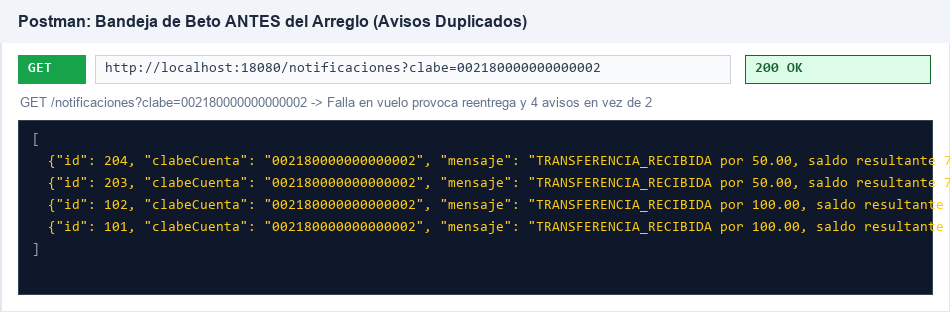 Postman: Bandeja de Beto ANTES del Arreglo (Avisos Duplicados)
GET http://localhost:18080/notificaciones?clabe=002180000000000002 200 OK
GET /notificaciones?clabe=002180000000000002 -> Falla en vuelo provoca reentrega y 4 avisos en vez de 2
[
{"id": 204, "clabeCuenta": "002180000000000002", "mensaje": "TRANSFERENCIA_RECIBIDA por 50.00, saldo resultante 7
{"id": 203, "clabeCuenta": "002180000000000002", "mensaje": "TRANSFERENCIA_RECIBIDA por 50.00, saldo resultante 7
{"id": 102, "clabeCuenta": "002180000000000002", "mensaje": "TRANSFERENCIA_RECIBIDA por 100.00, saldo resultante
{"id": 101, "clabeCuenta": "002180000000000002", "mensaje": "TRANSFERENCIA_RECIBIDA por 100.00, saldo resultante
]